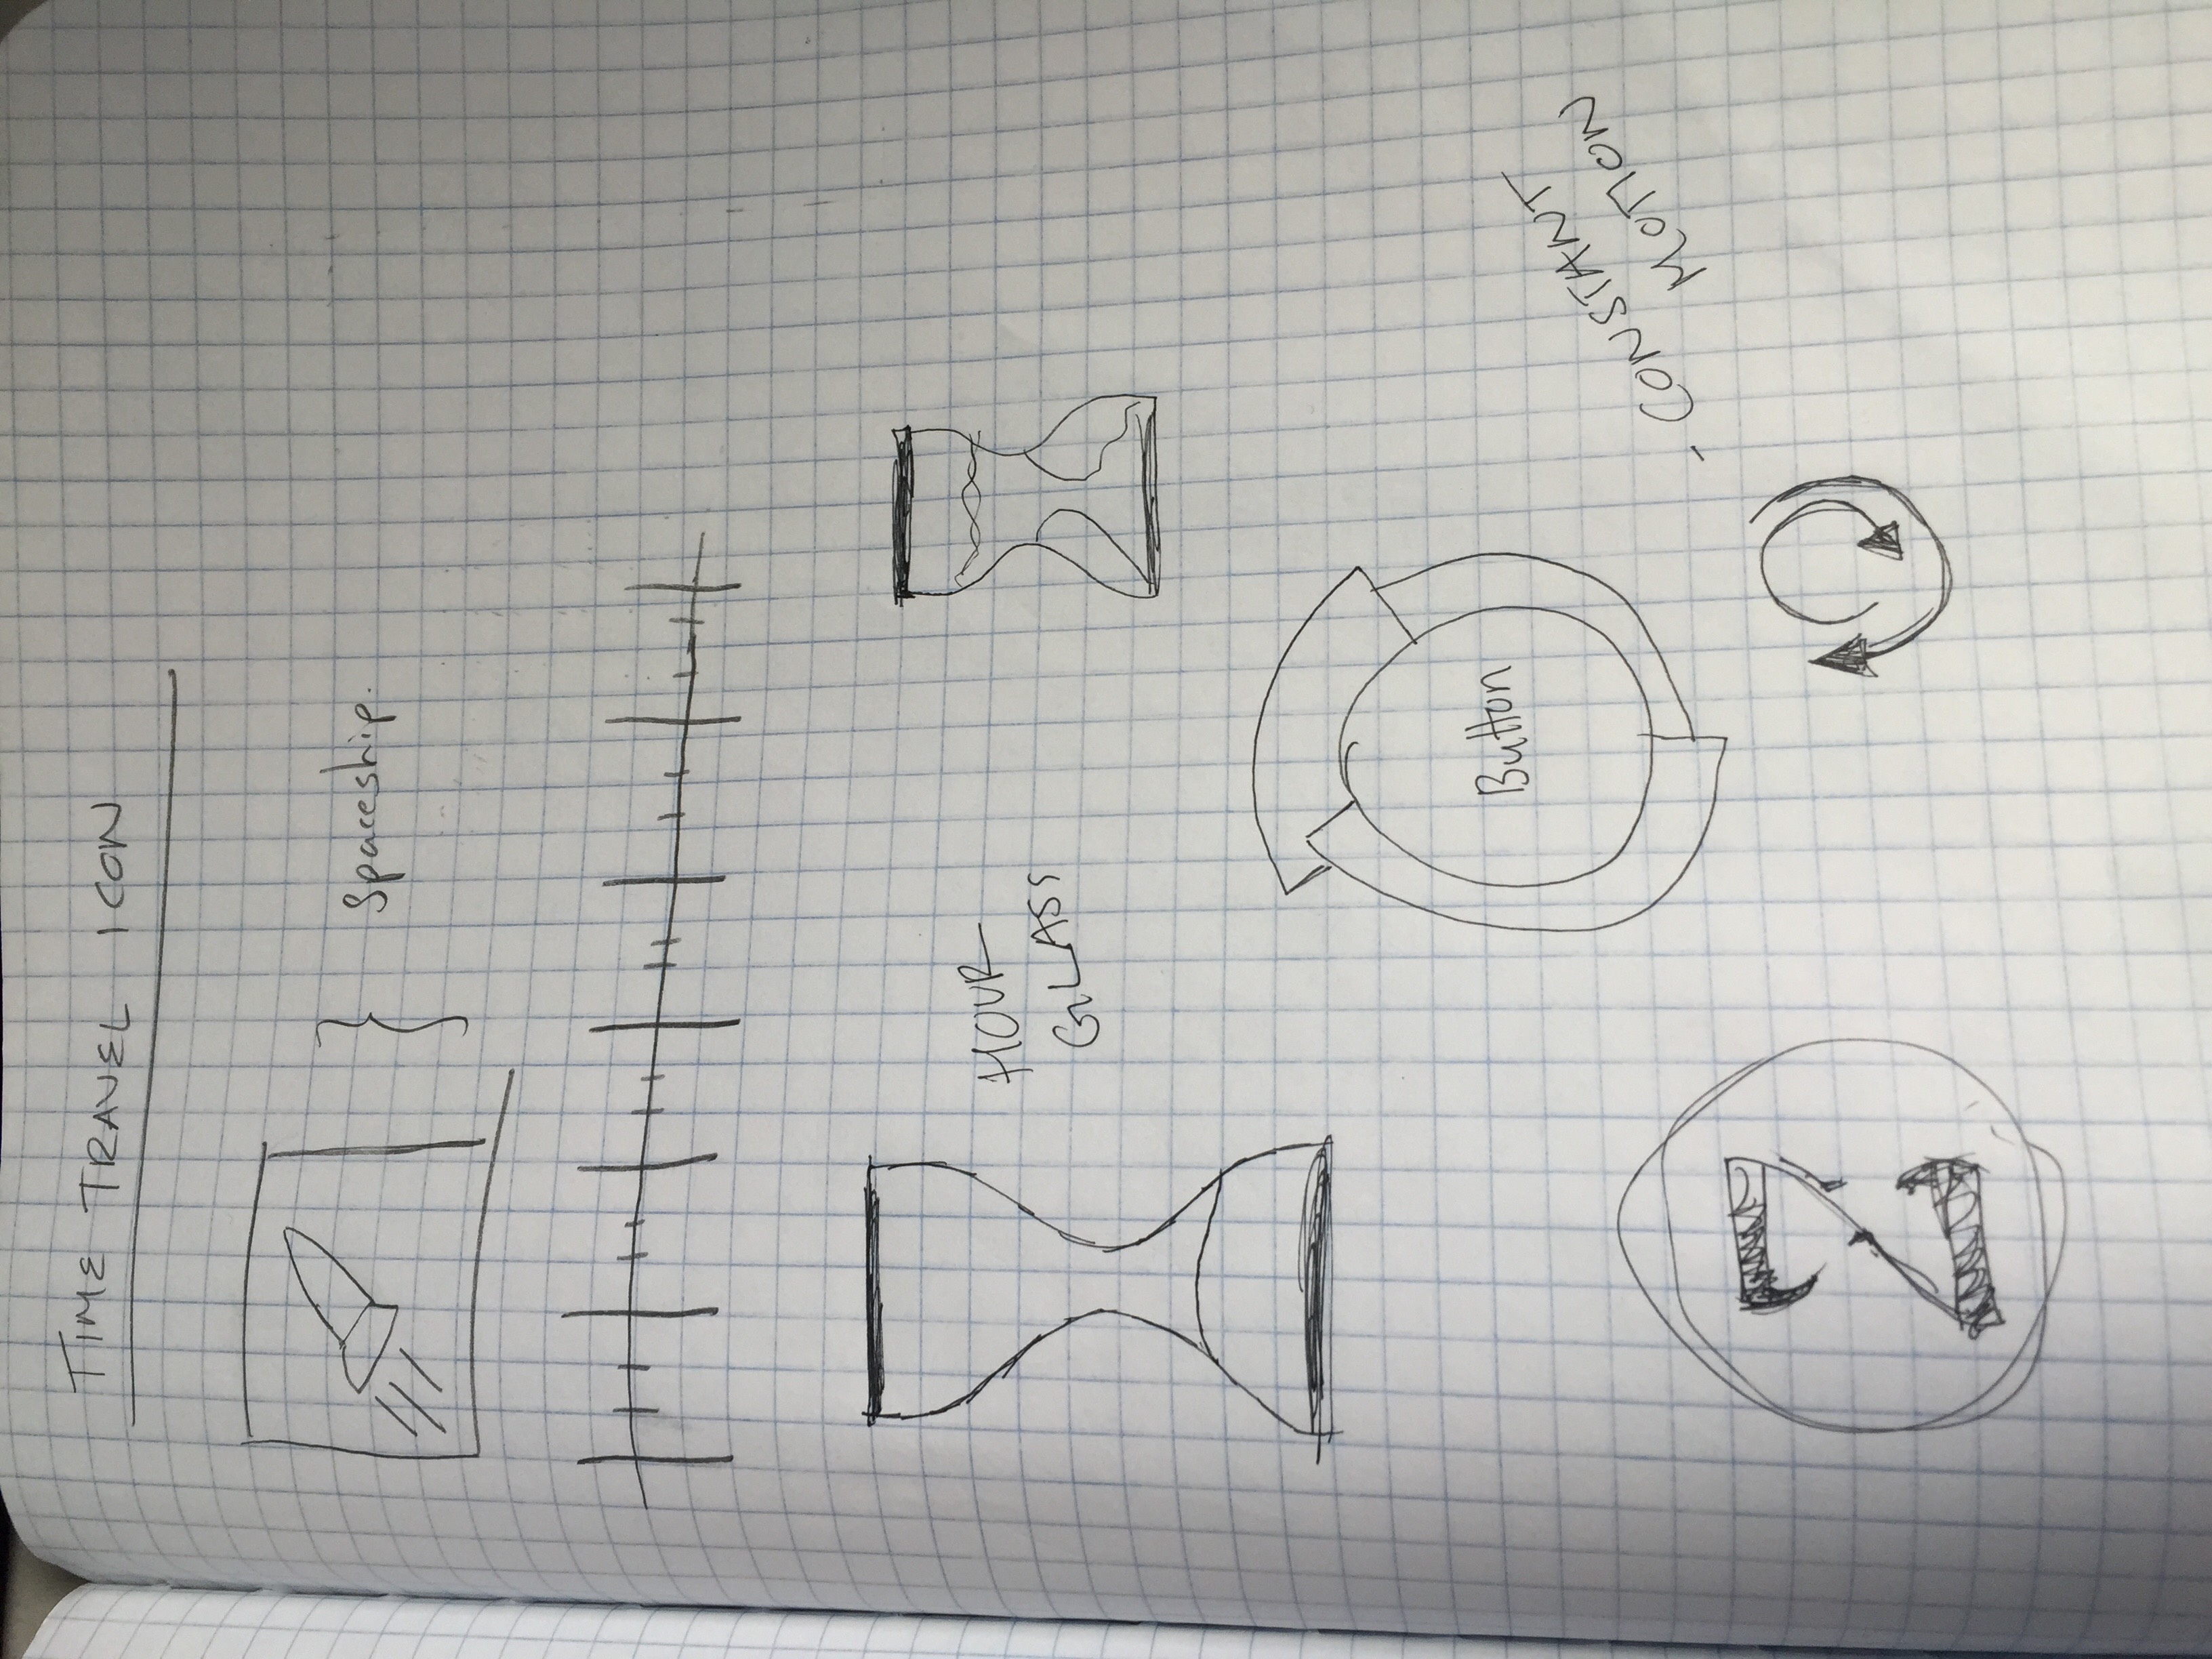 TIME TRAVEL ICON
Spaceship.
HOUR
GLASS
Button
- CONSTANT
MOTION